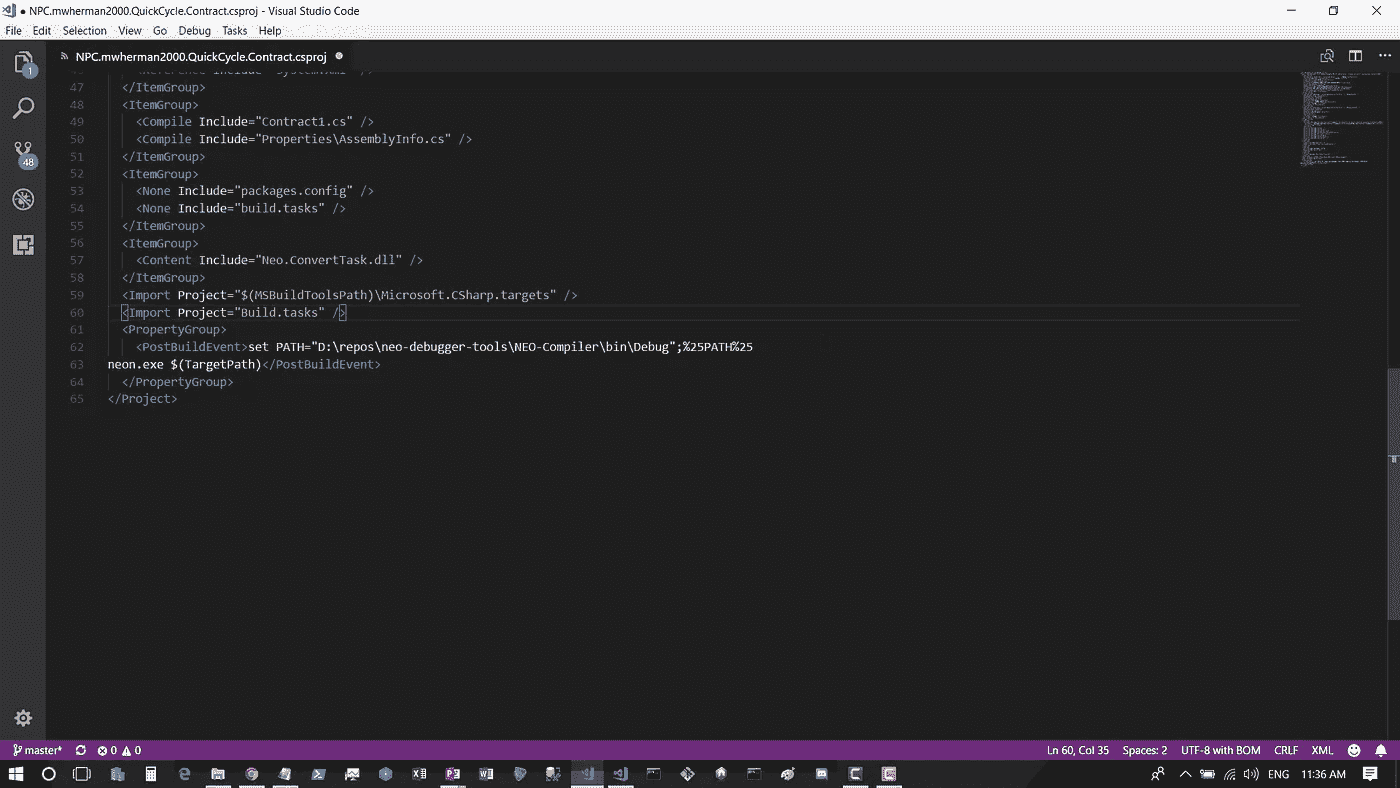 ● NPC.mwherman2000.QuickCycle.Contract.csproj - Visual Studio Code
File Edit Selection View Go Debug Tasks Help
NPC.mwherman2000.QuickCycle.Contract.csproj ●
1
48
47 </ItemGroup>
48 <ItemGroup>
49 <Compile Include="Contract1.cs" />
50 <Compile Include="Properties\AssemblyInfo.cs" />
51 </ItemGroup>
52 <ItemGroup>
53 <None Include="packages.config" />
54 <None Include="build.tasks" />
55 </ItemGroup>
56 <ItemGroup>
57 <Content Include="Neo.ConvertTask.dll" />
58 </ItemGroup>
59 <Import Project="$(MSBuildToolsPath)\Microsoft.CSharp.targets" />
60 <Import Project="Build.tasks" />
61 <PropertyGroup>
62 <PostBuildEvent>set PATH="D:\repos\neo-debugger-tools\NEO-Compiler\bin\Debug";%25PATH%25
63 neon.exe $(TargetPath)</PostBuildEvent>
64 </PropertyGroup>
65 </Project>
master* 0 0 Ln 60, Col 35 Spaces: 2 UTF-8 with BOM CRLF XML
ENG 11:36 AM